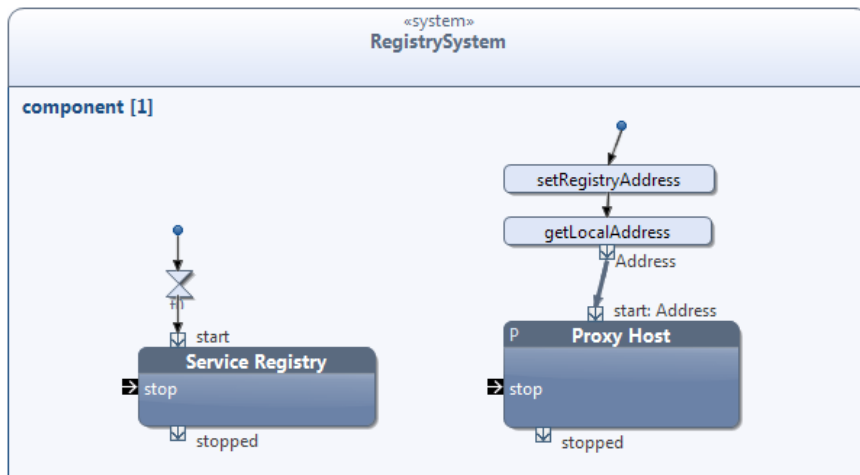 «system»
RegistrySystem
component [1]
setRegistryAddress
getLocalAddress
Address
start
start: Address
Service Registry
P Proxy Host
stop
stop
stopped
stopped